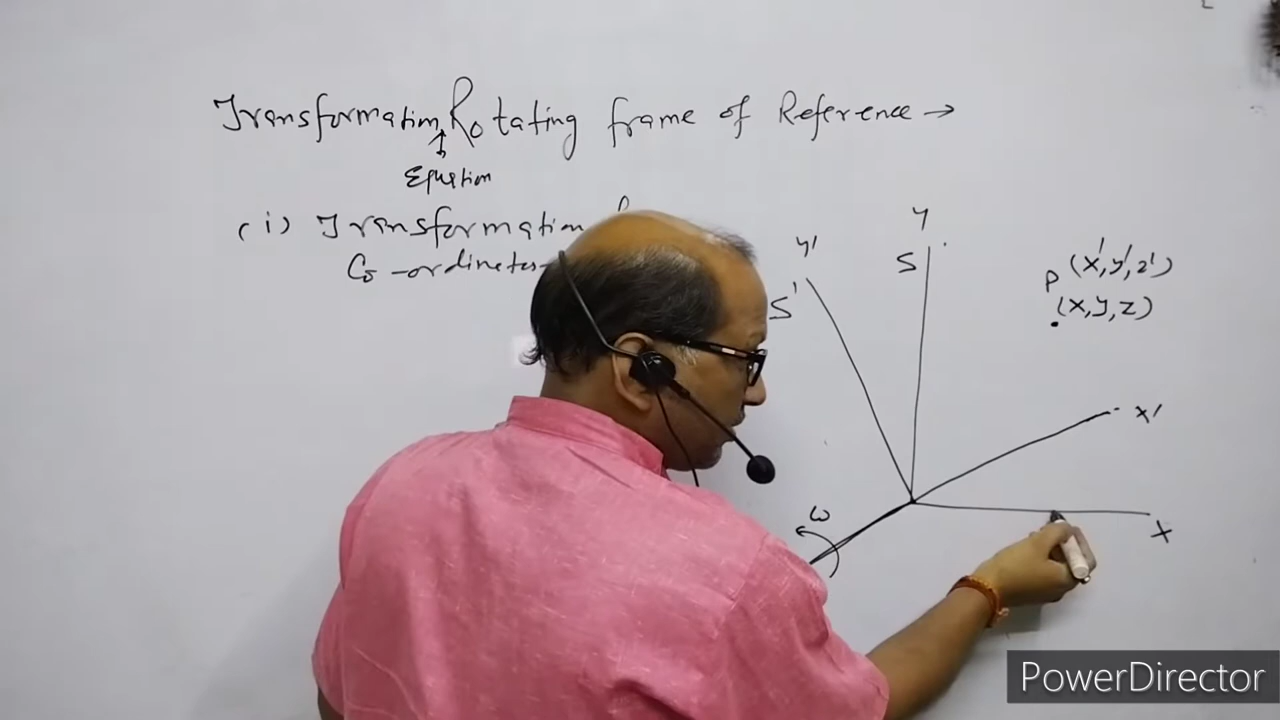 Transformation Rotating frame of Reference →
Equation
(i) Transformation
Co-ordinates
y
y'
S
S'
P (x', y', z')
(x, y, z)
x'
ω
x
PowerDirector